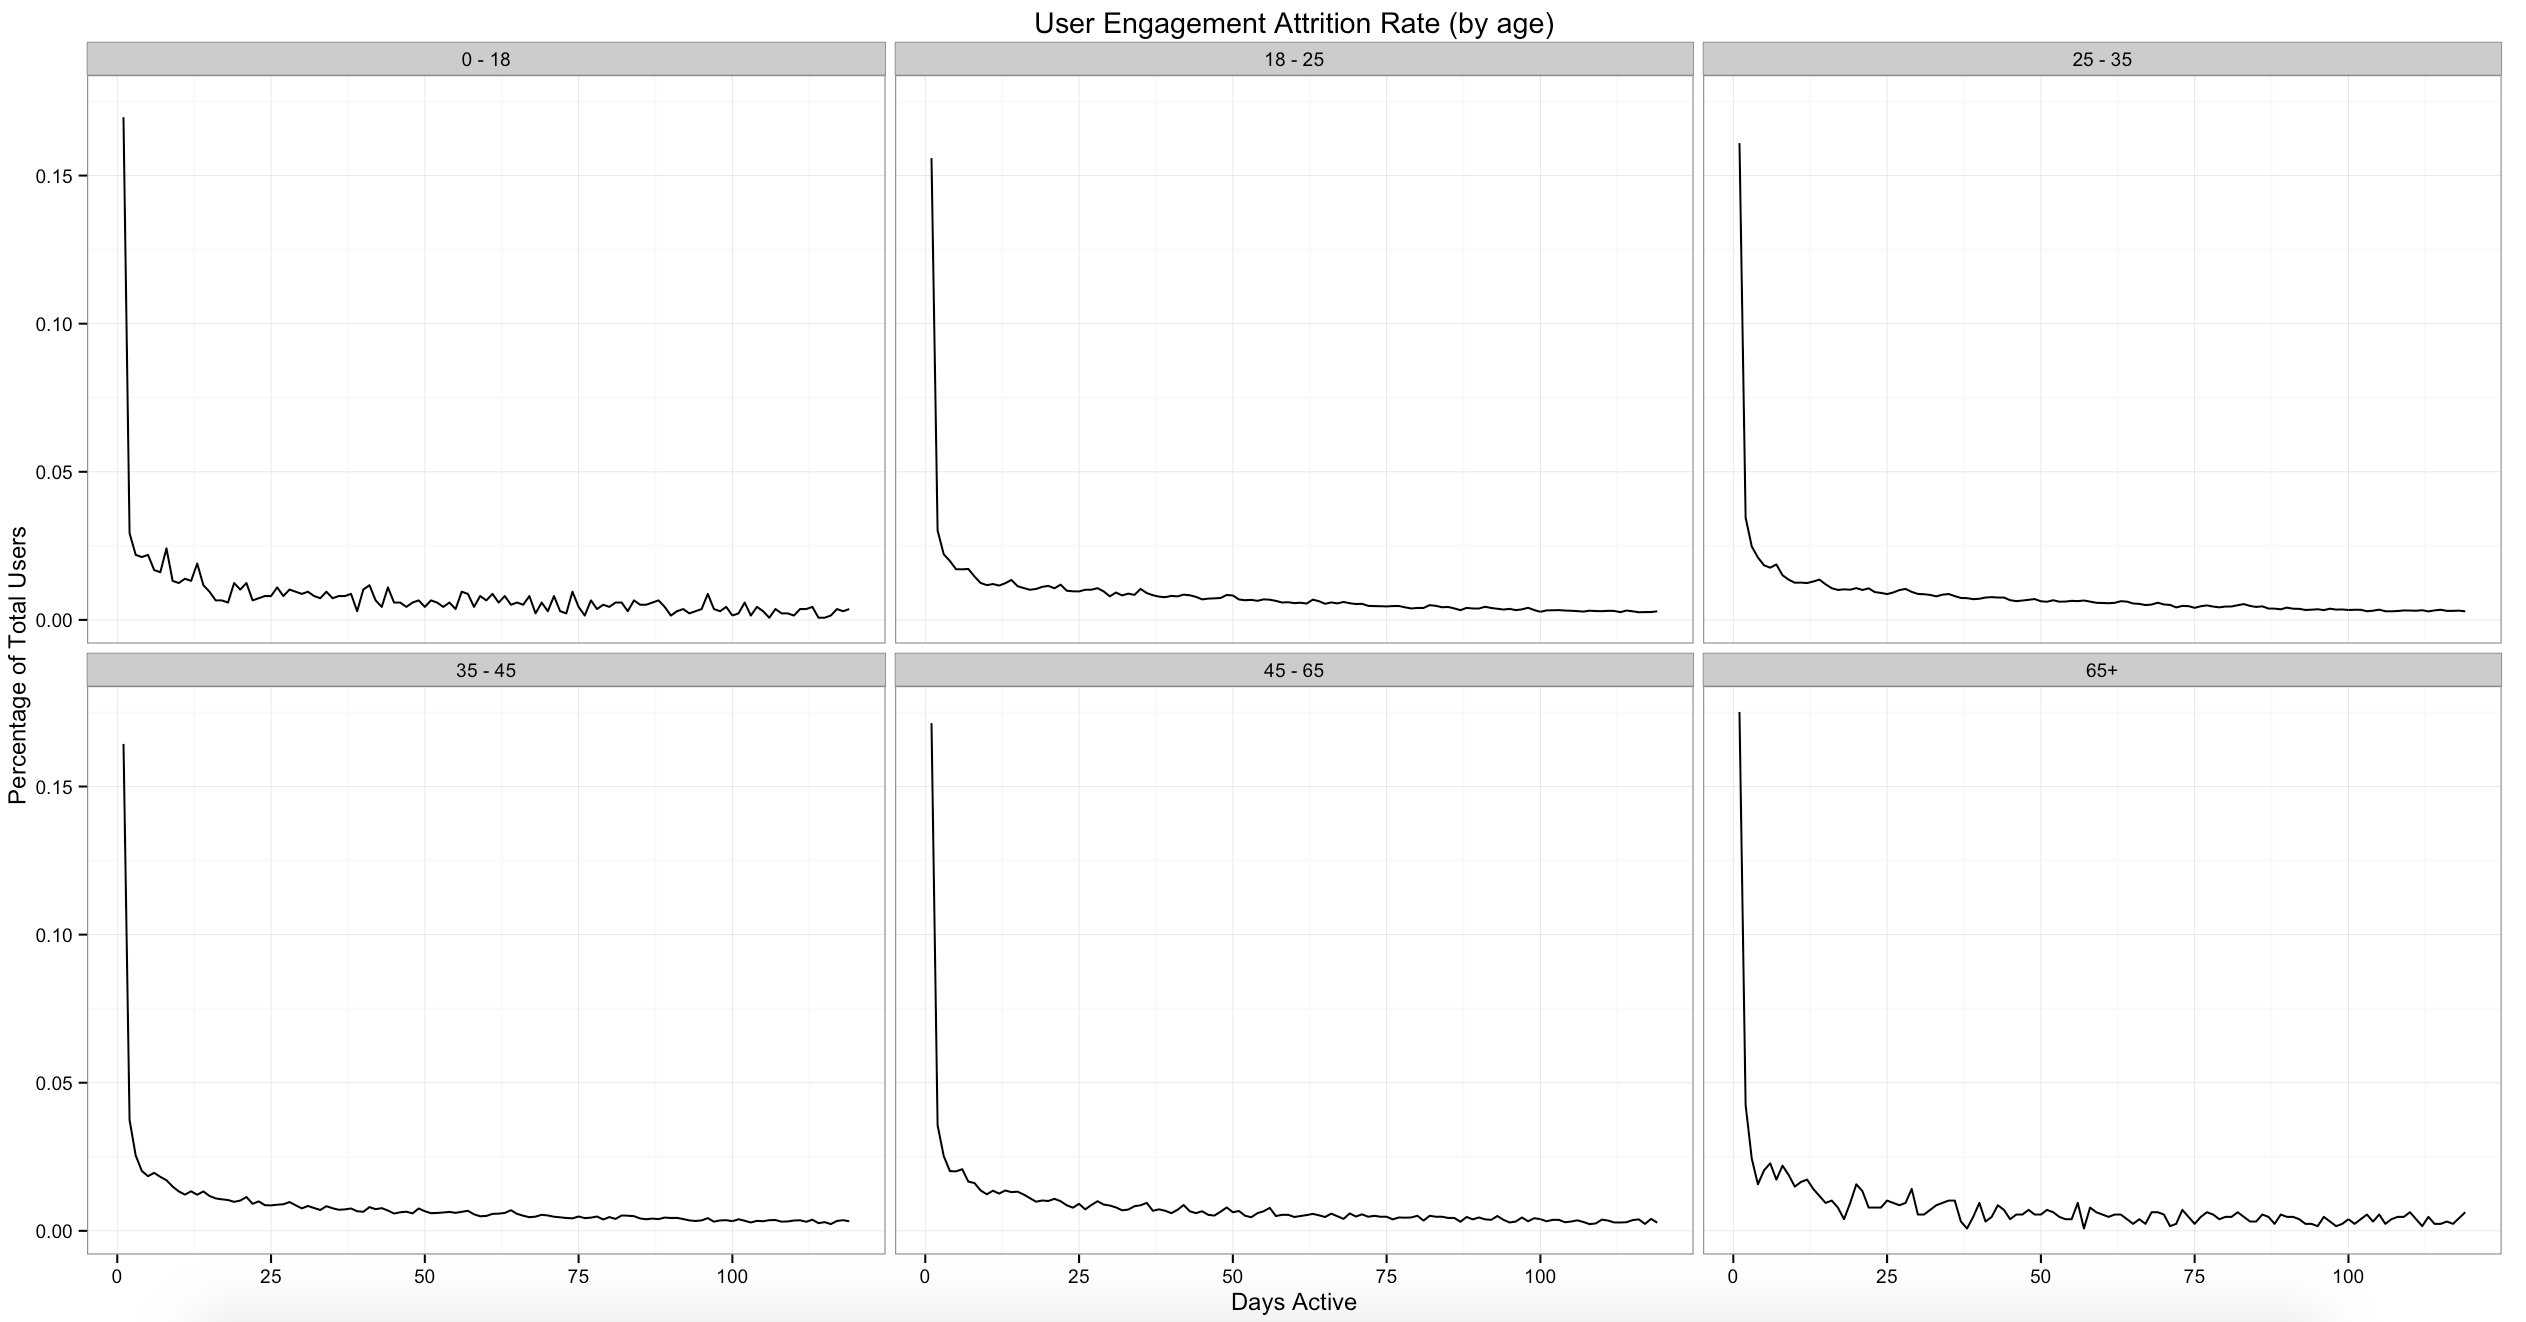 User Engagement Attrition Rate (by age)
0 - 18
18 - 25
25 - 35
0.15
0.10
0.05
0.00
Percentage of Total Users
35 - 45
45 - 65
65+
0.15
0.10
0.05
0.00
0 25 50 75 100
0 25 50 75 100
0 25 50 75 100
Days Active